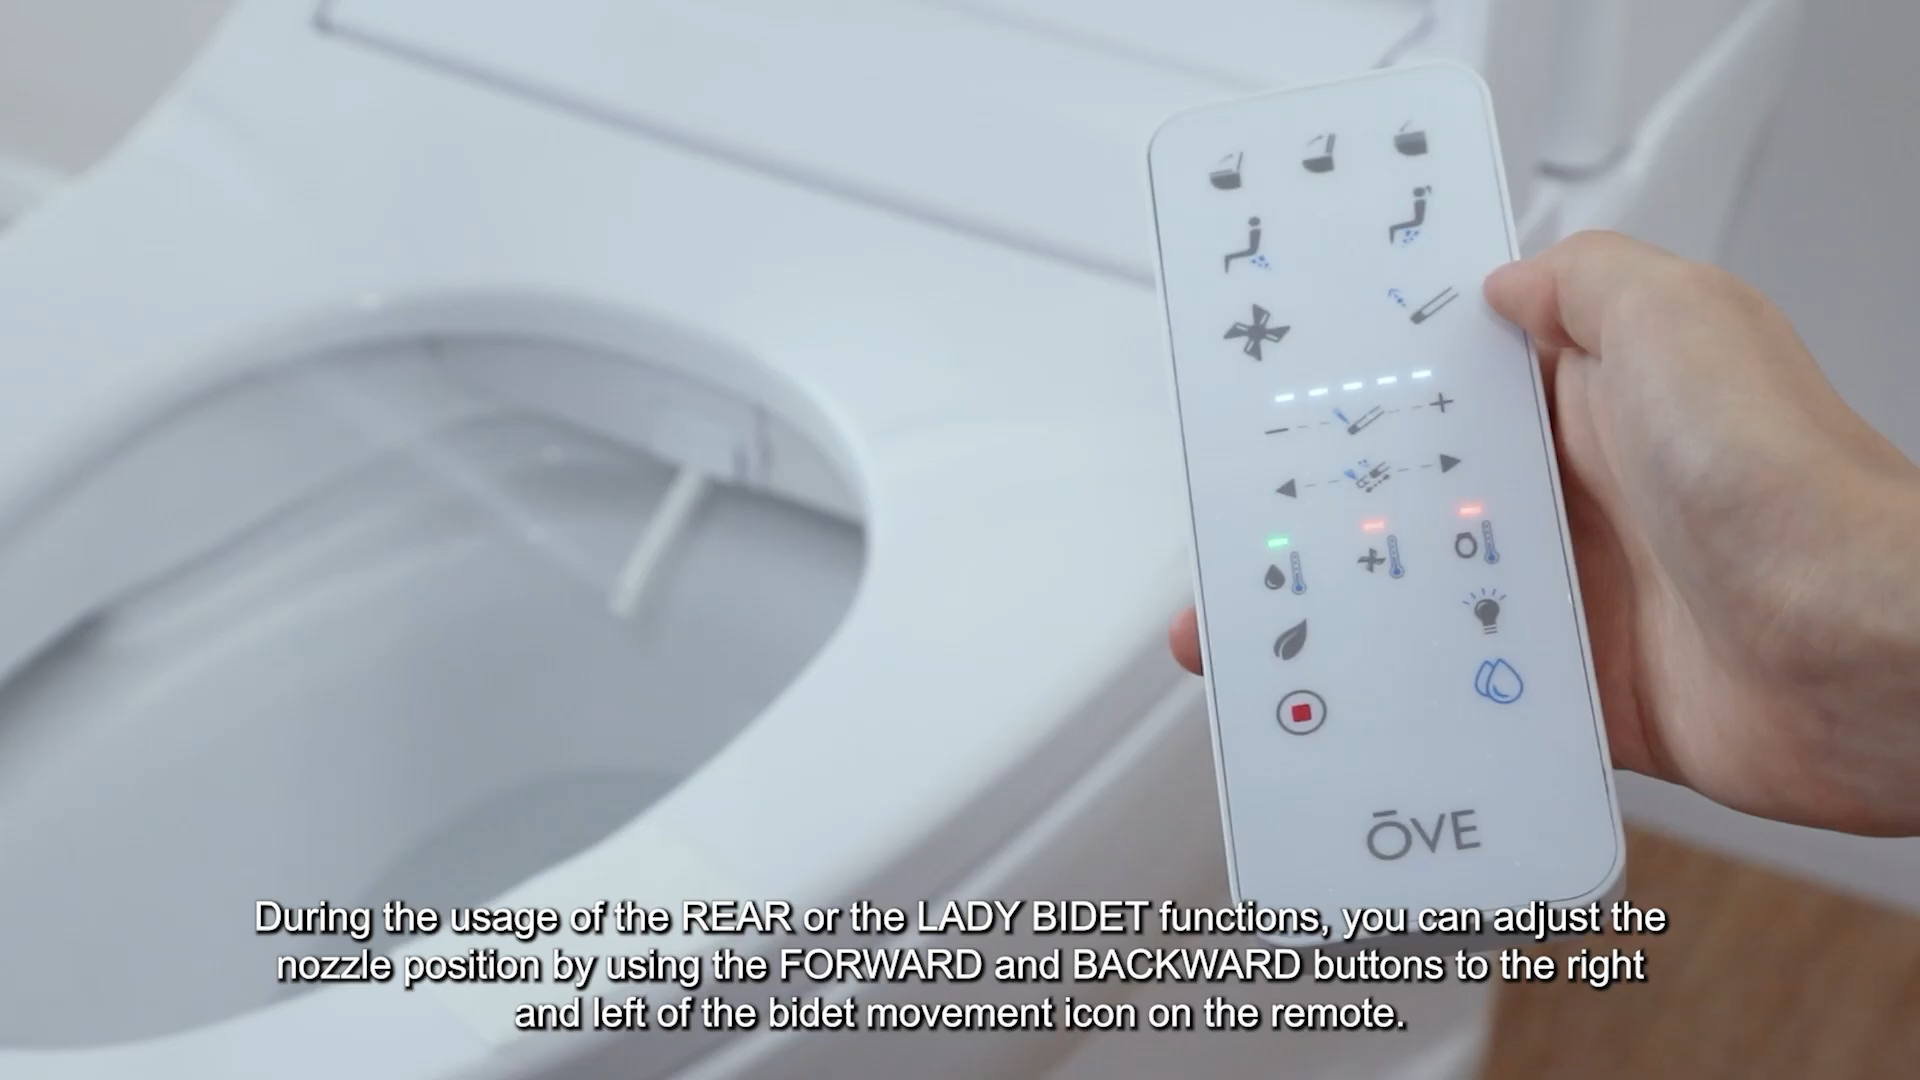 ŌVE
During the usage of the REAR or the LADY BIDET functions, you can adjust the
nozzle position by using the FORWARD and BACKWARD buttons to the right
and left of the bidet movement icon on the remote.